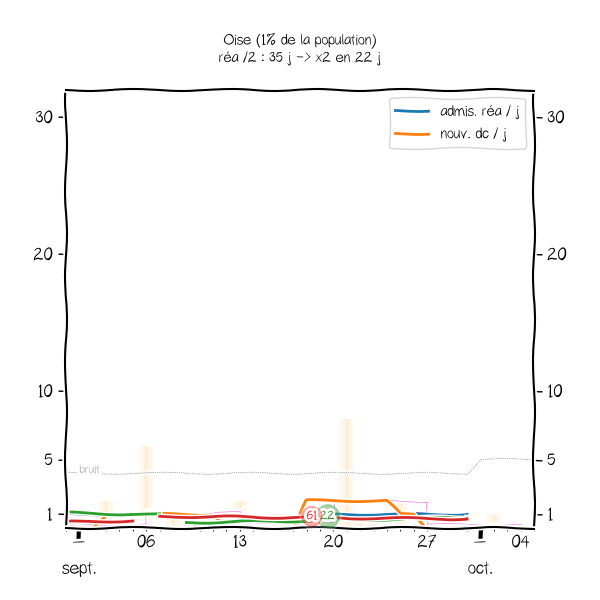 Oise (1% de la population)
réa /2 : 35 j -> x2 en 22 j
admis. réa / j
nouv. dc / j
30
30
20
20
10
10
5
5
bruit
1
1
61
22
06
13
20
27
04
sept.
oct.